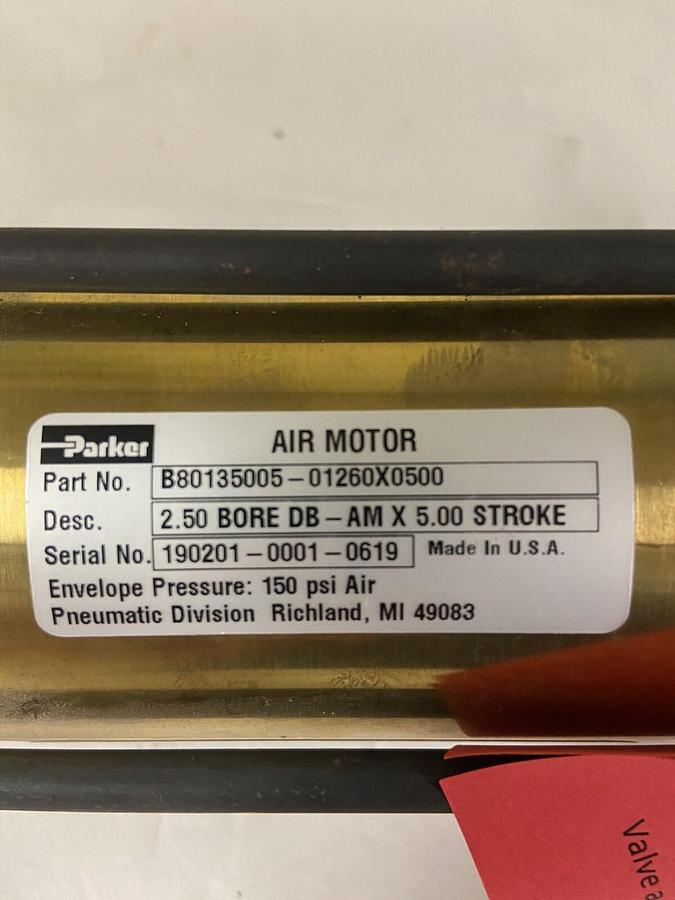 Parker AIR MOTOR
Part No. B80135005-01260X0500
Desc. 2.50 BORE DB-AM X 5.00 STROKE
Serial No. 190201-0001-0619 Made In U.S.A.
Envelope Pressure: 150 psi Air
Pneumatic Division Richland, MI 49083
Valve